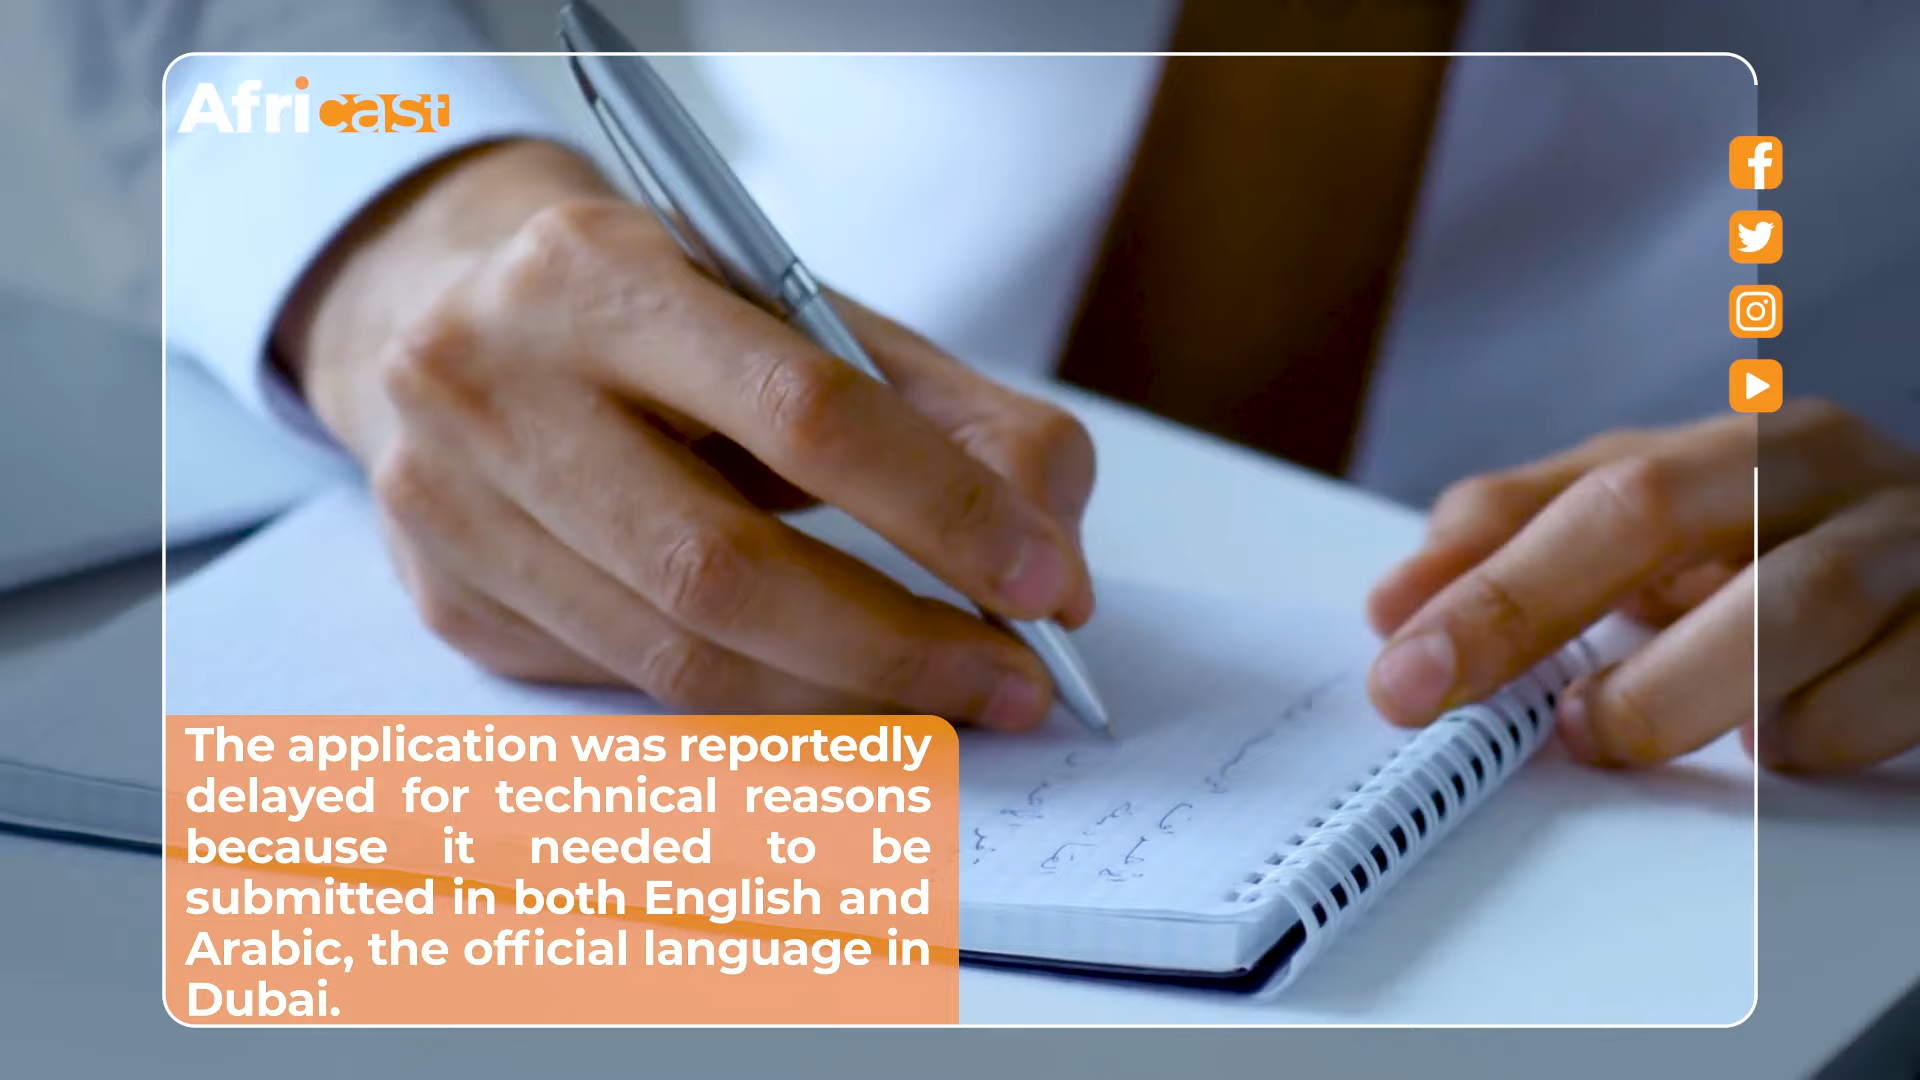 Africast
The application was reportedly
delayed for technical reasons
because it needed to be
submitted in both English and
Arabic, the official language in
Dubai.